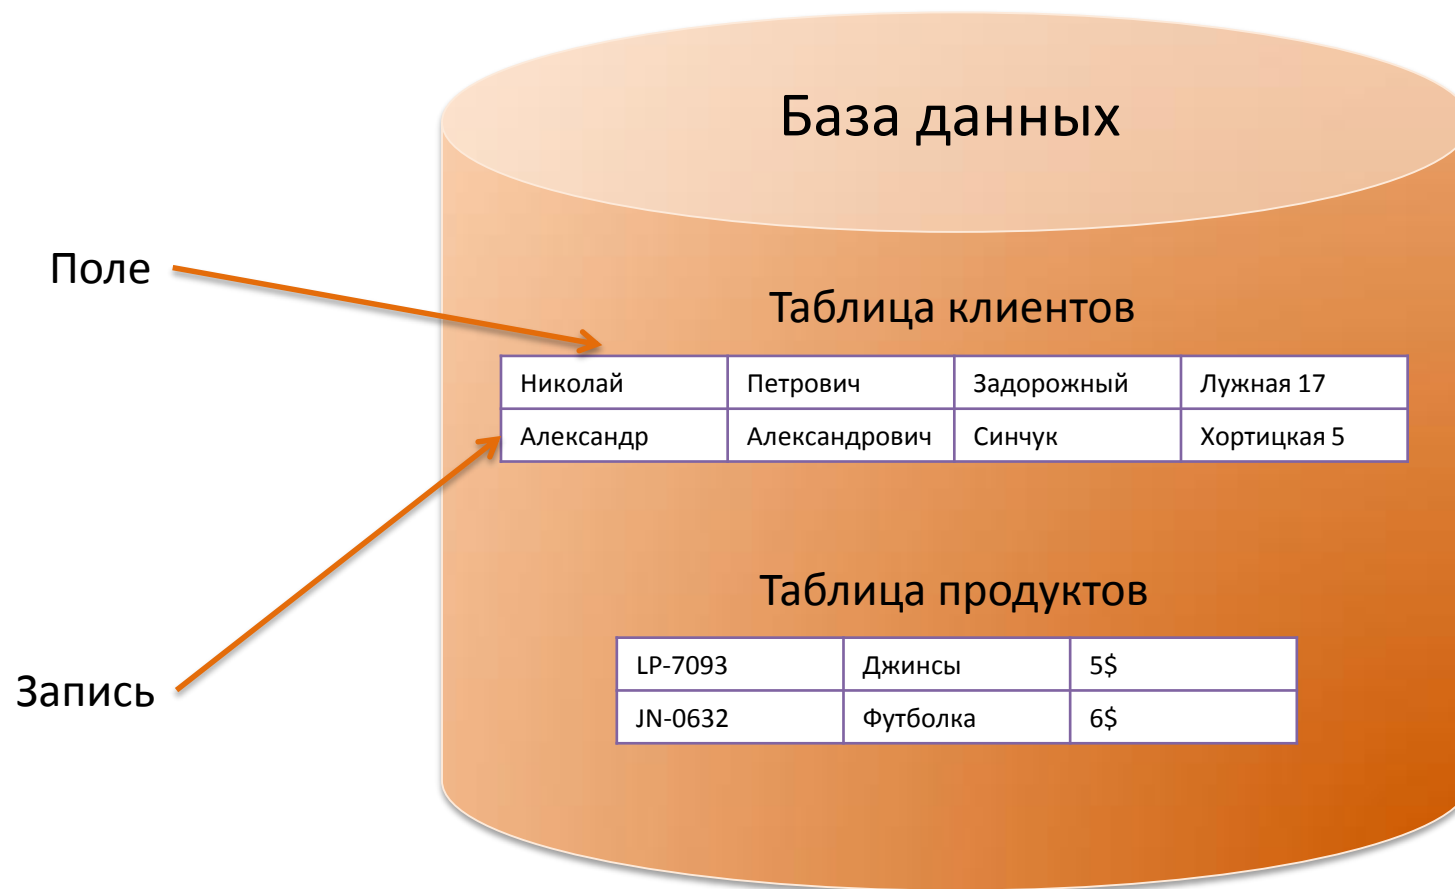 База данных
Поле
Таблица клиентов
Николай Петрович Задорожный Лужная 17
Александр Александрович Синчук Хортицкая 5
Таблица продуктов
LP-7093 Джинсы 5$
Запись
JN-0632 Футболка 6$